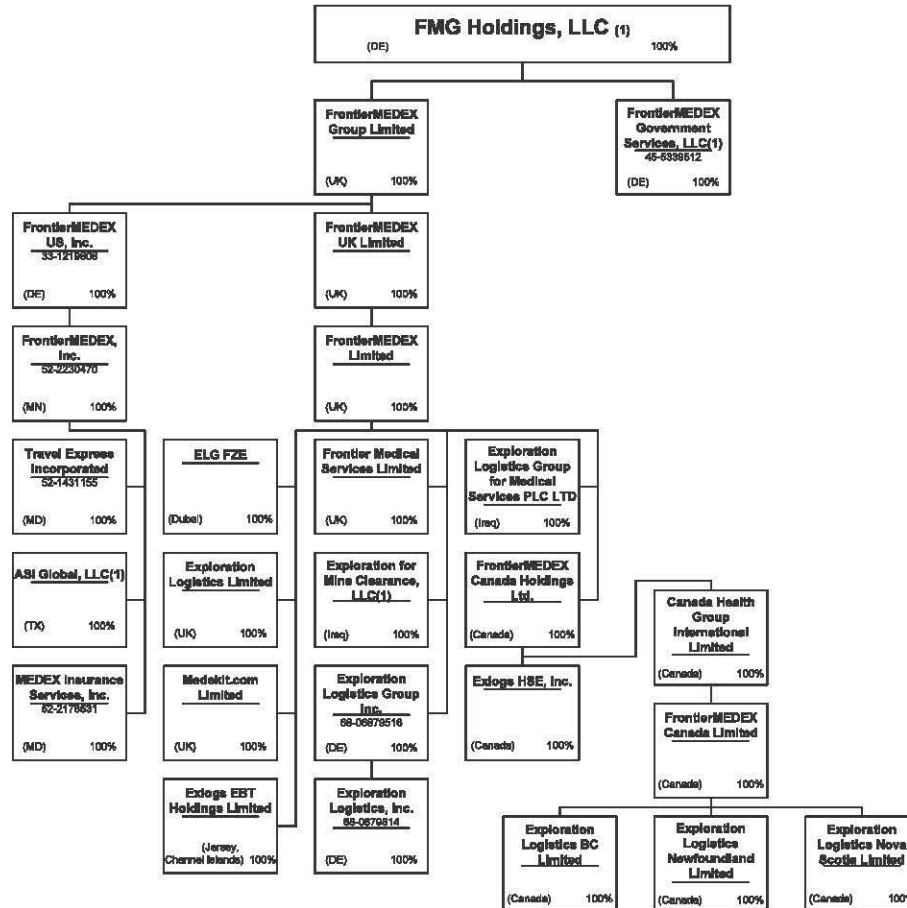 FMG Holdings, LLC (1)
(DE) 100%
FrontierMEDEX
Group Limited
(UK) 100%
FrontierMEDEX
Government
Services, LLC(1)
45-5339512
(DE) 100%
FrontierMEDEX
US, Inc.
33-1219808
(DE) 100%
FrontierMEDEX
UK Limited
(UK) 100%
FrontierMEDEX,
Inc.
52-2230470
(MN) 100%
FrontierMEDEX
Limited
(UK) 100%
Travel Express
Incorporated
52-1431155
(MD) 100%
ELG FZE
(Dubai) 100%
Frontier Medical
Services Limited
(UK) 100%
Exploration
Logistics Group
for Medical
Services PLC LTD
(Iraq) 100%
ASI Global, LLC(1)
(TX) 100%
Exploration
Logistics Limited
(UK) 100%
Exploration for
Mine Clearance,
LLC(1)
(Iraq) 100%
FrontierMEDEX
Canada Holdings
Ltd.
(Canada) 100%
Canada Health
Group
International
Limited
(Canada) 100%
MEDEX Insurance
Services, Inc.
52-2178531
(MD) 100%
Medexkit.com
Limited
(UK) 100%
Exploration
Logistics Group
Inc.
68-06879516
(DE) 100%
Exlogs HSE, Inc.
(Canada) 100%
FrontierMEDEX
Canada Limited
(Canada) 100%
Exlogs EBT
Holdings Limited
(Jersey,
Channel Islands) 100%
Exploration
Logistics, Inc.
68-0679814
(DE) 100%
Exploration
Logistics BC
Limited
(Canada) 100%
Exploration
Logistics
Newfoundland
Limited
(Canada) 100%
Exploration
Logistics Nova
Scotia Limited
(Canada) 100%